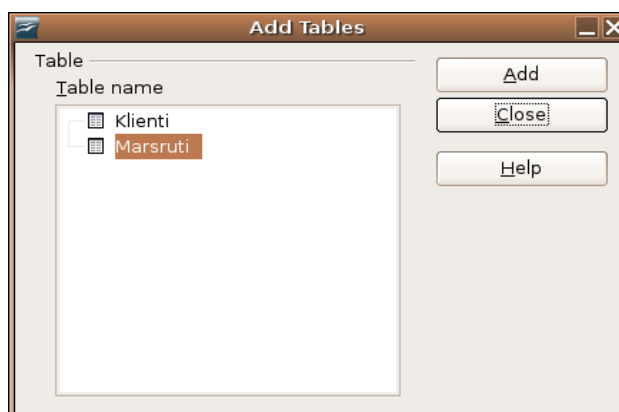 Add Tables
Table
Table name
Klienti
Marsruti
Add
Close
Help